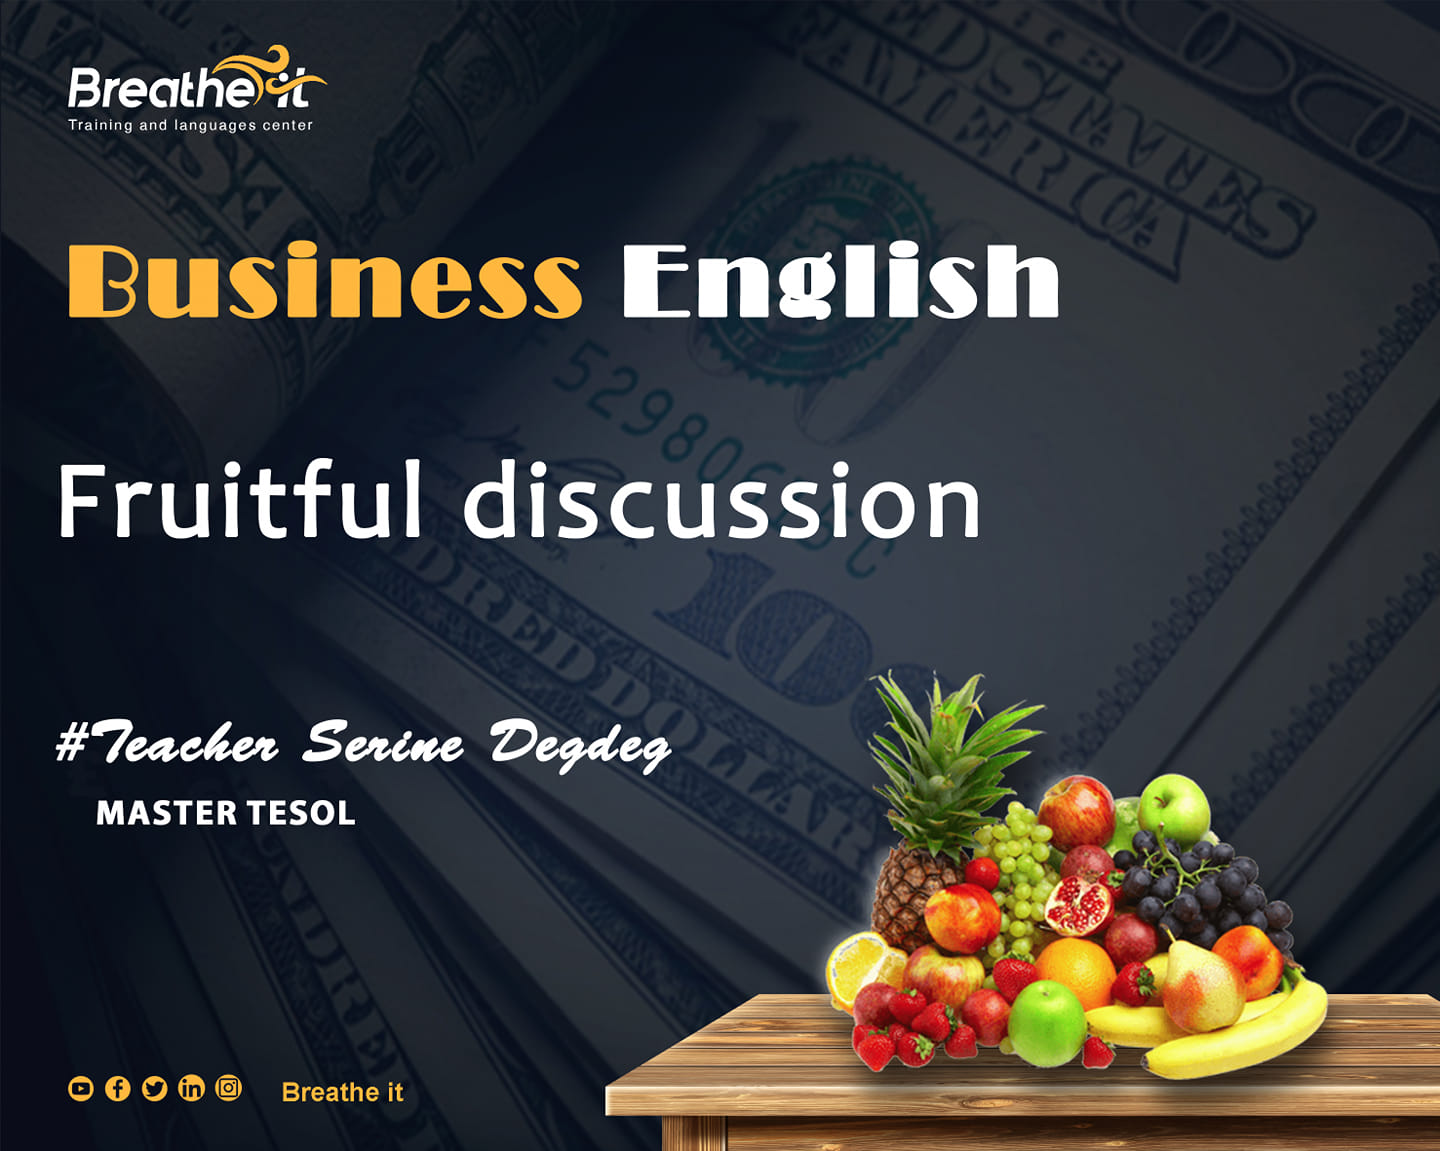 Breathe it
Training and languages center
Business English
Fruitful discussion
#Teacher Serine Degdeg
MASTER TESOL
Breathe it